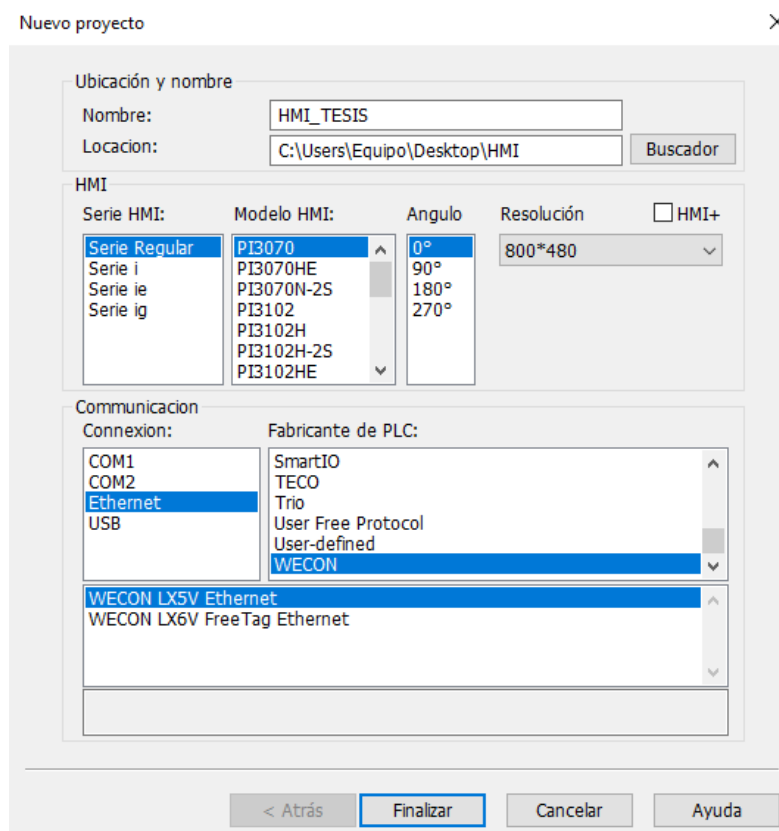 Nuevo proyecto
Ubicación y nombre
Nombre: HMI_TESIS
Locacion: C:\Users\Equipo\Desktop\HMI Buscador
HMI
Serie HMI: Modelo HMI: Angulo Resolución HMI+
Serie Regular PI3070 0° 800*480
Serie i PI3070HE 90°
Serie ie PI3070N-2S 180°
Serie ig PI3102 270°
PI3102H
PI3102H-2S
PI3102HE
Communicacion
Connexion: Fabricante de PLC:
COM1 SmartIO
COM2 TECO
Ethernet Trio
USB User Free Protocol
User-defined
WECON
WECON LX5V Ethernet
WECON LX6V FreeTag Ethernet
< Atrás Finalizar Cancelar Ayuda